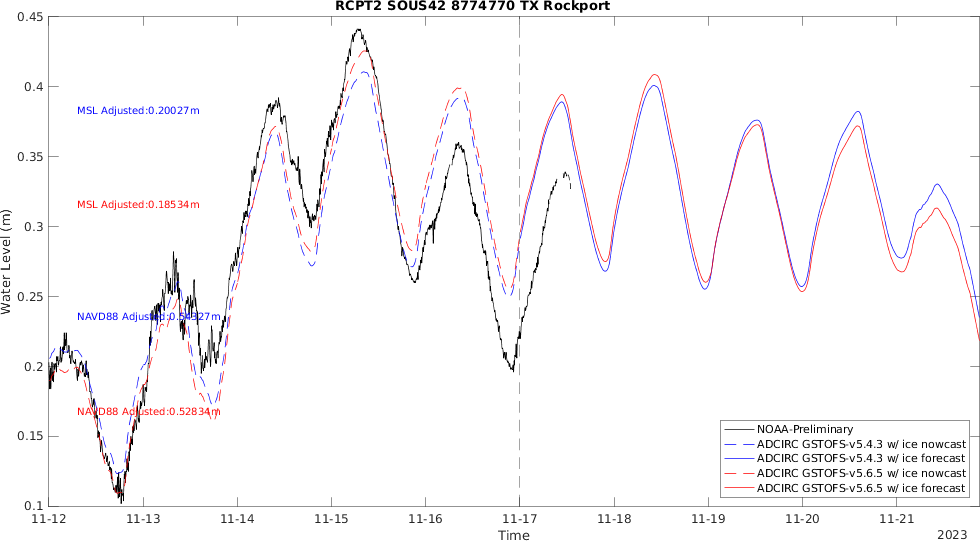 RCPT2 SOUS42 8774770 TX Rockport
0.45
0.4
0.35
0.3
0.25
0.2
0.15
0.1
Water Level (m)
MSL Adjusted:0.20027m
MSL Adjusted:0.18534m
NAVD88 Adjusted:0.54327m
NAVD88 Adjusted:0.52834m
NOAA-Preliminary
ADCIRC GSTOFS-v5.4.3 w/ ice nowcast
ADCIRC GSTOFS-v5.4.3 w/ ice forecast
ADCIRC GSTOFS-v5.6.5 w/ ice nowcast
ADCIRC GSTOFS-v5.6.5 w/ ice forecast
11-12 11-13 11-14 11-15 11-16 11-17 11-18 11-19 11-20 11-21
Time
2023